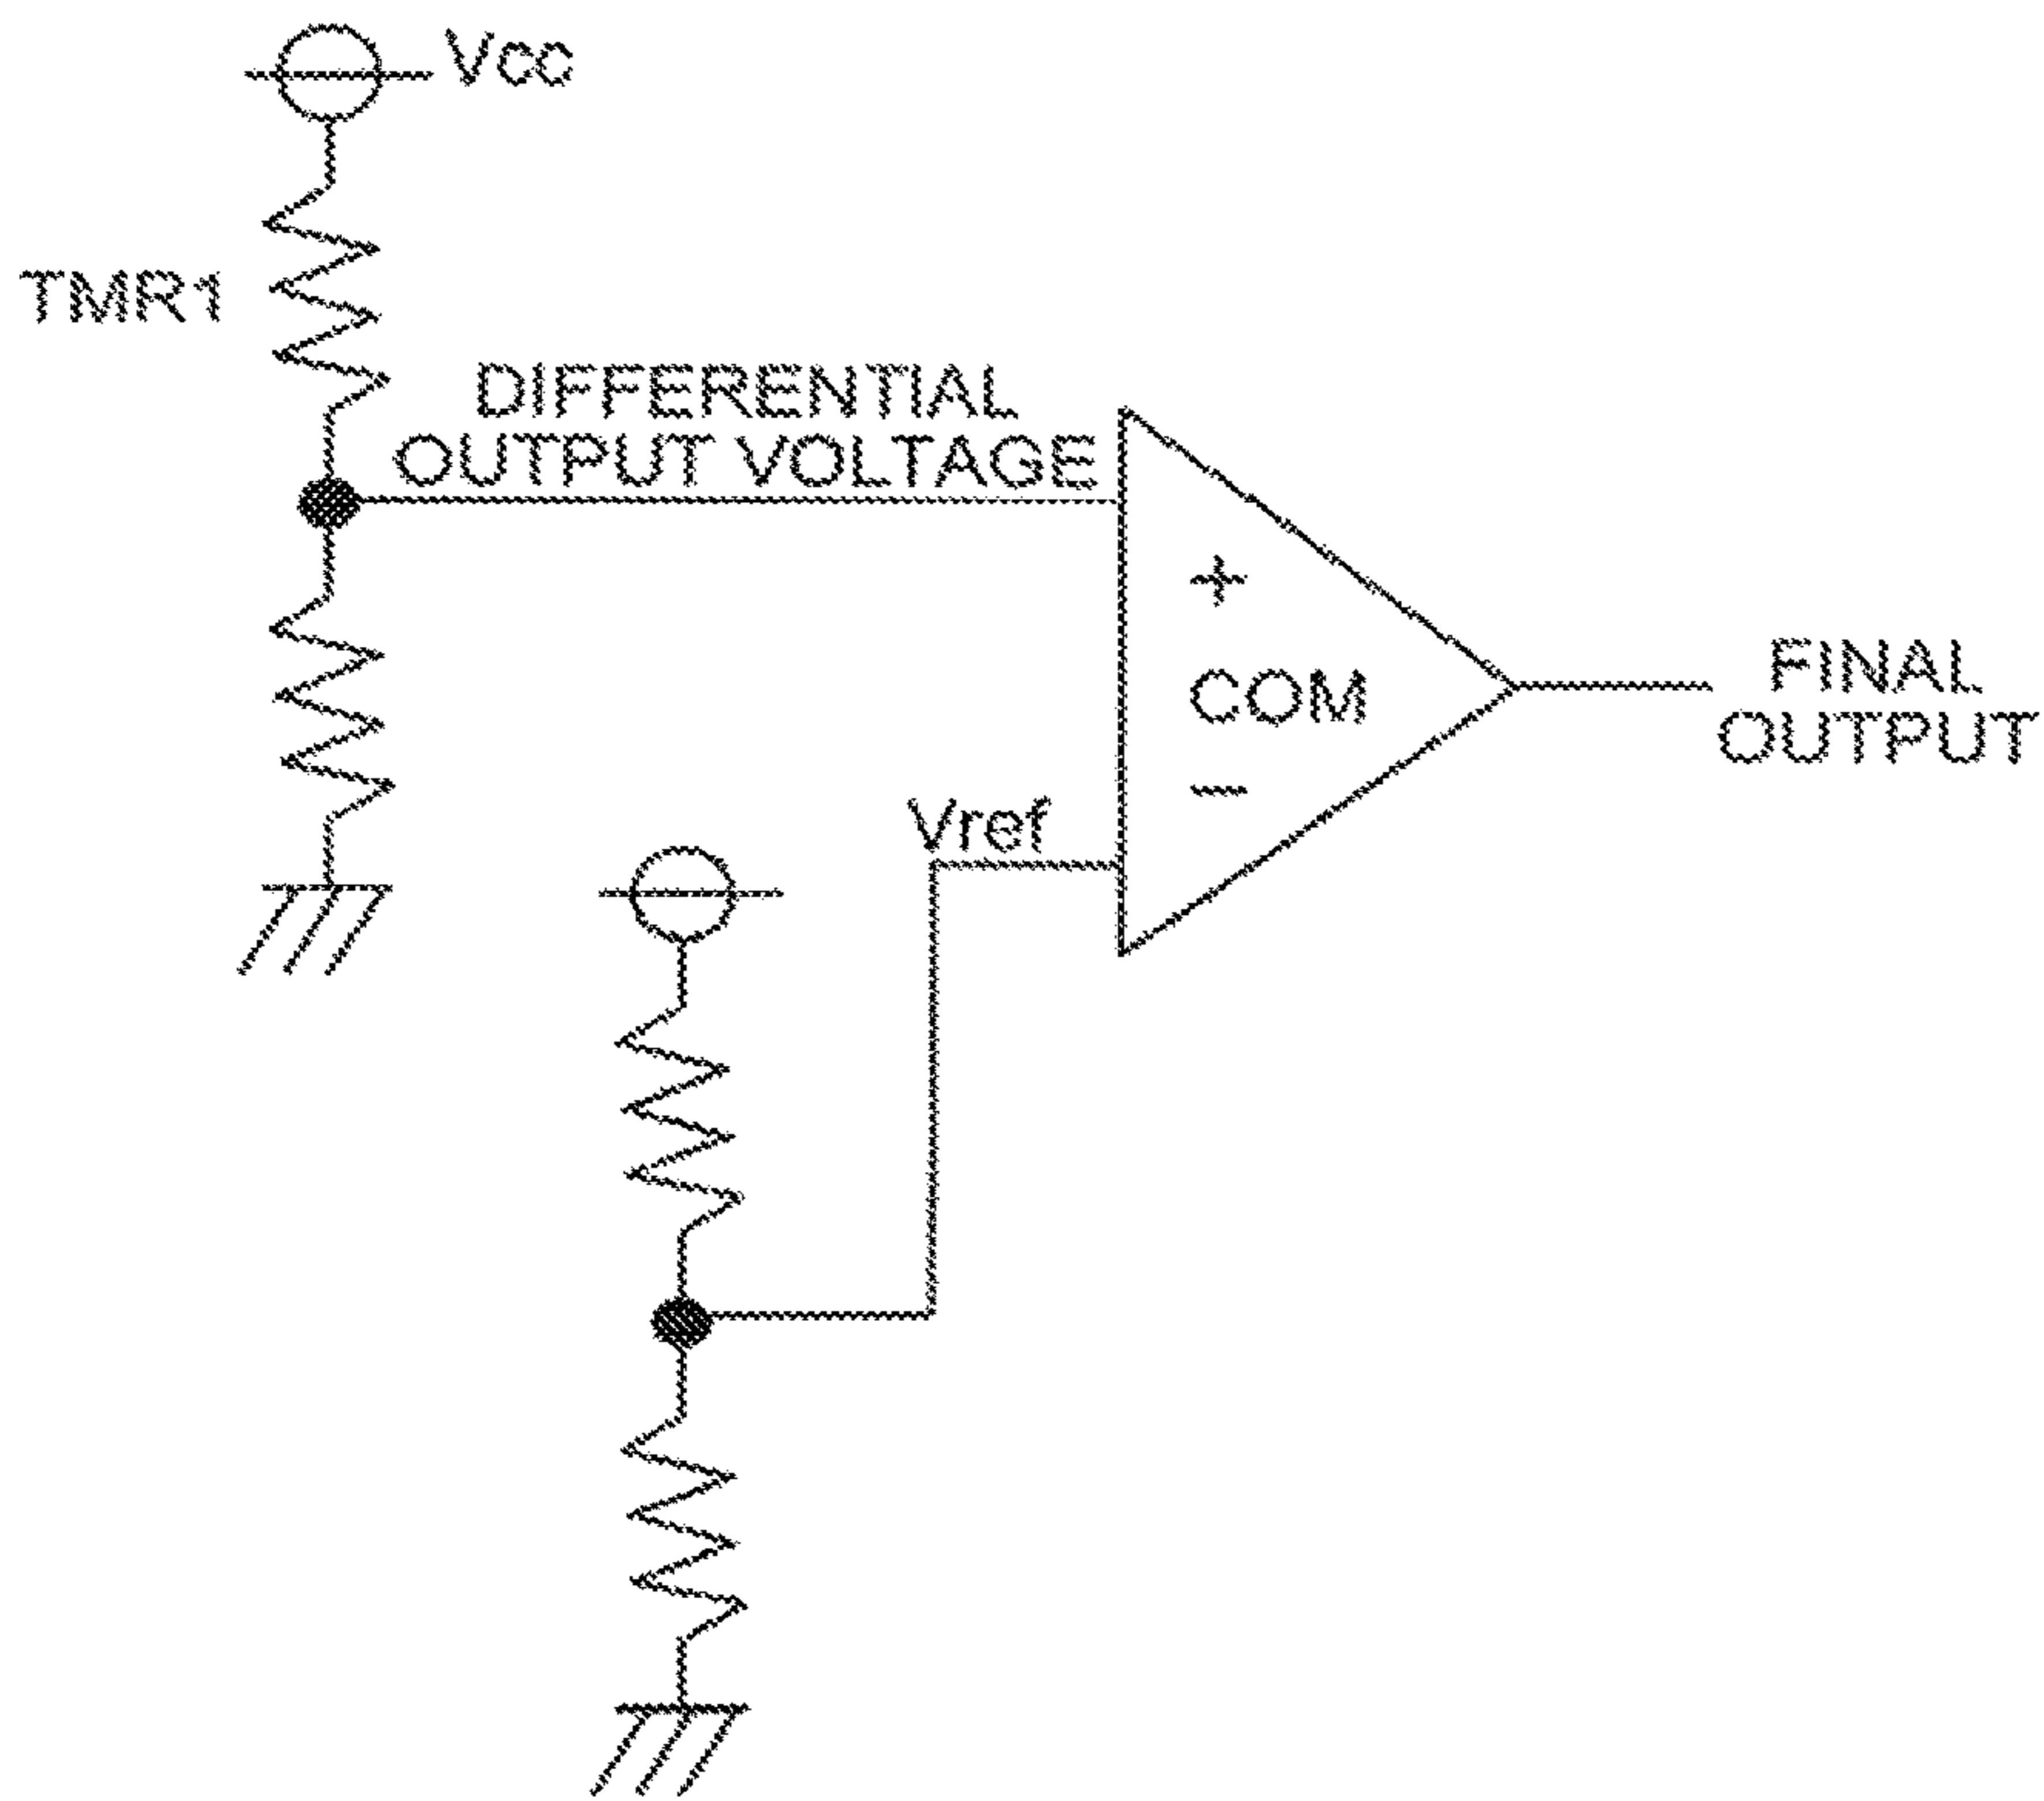 Vcc
TMR1
DIFFERENTIAL
OUTPUT VOLTAGE
+
COM
−
FINAL
OUTPUT
Vref